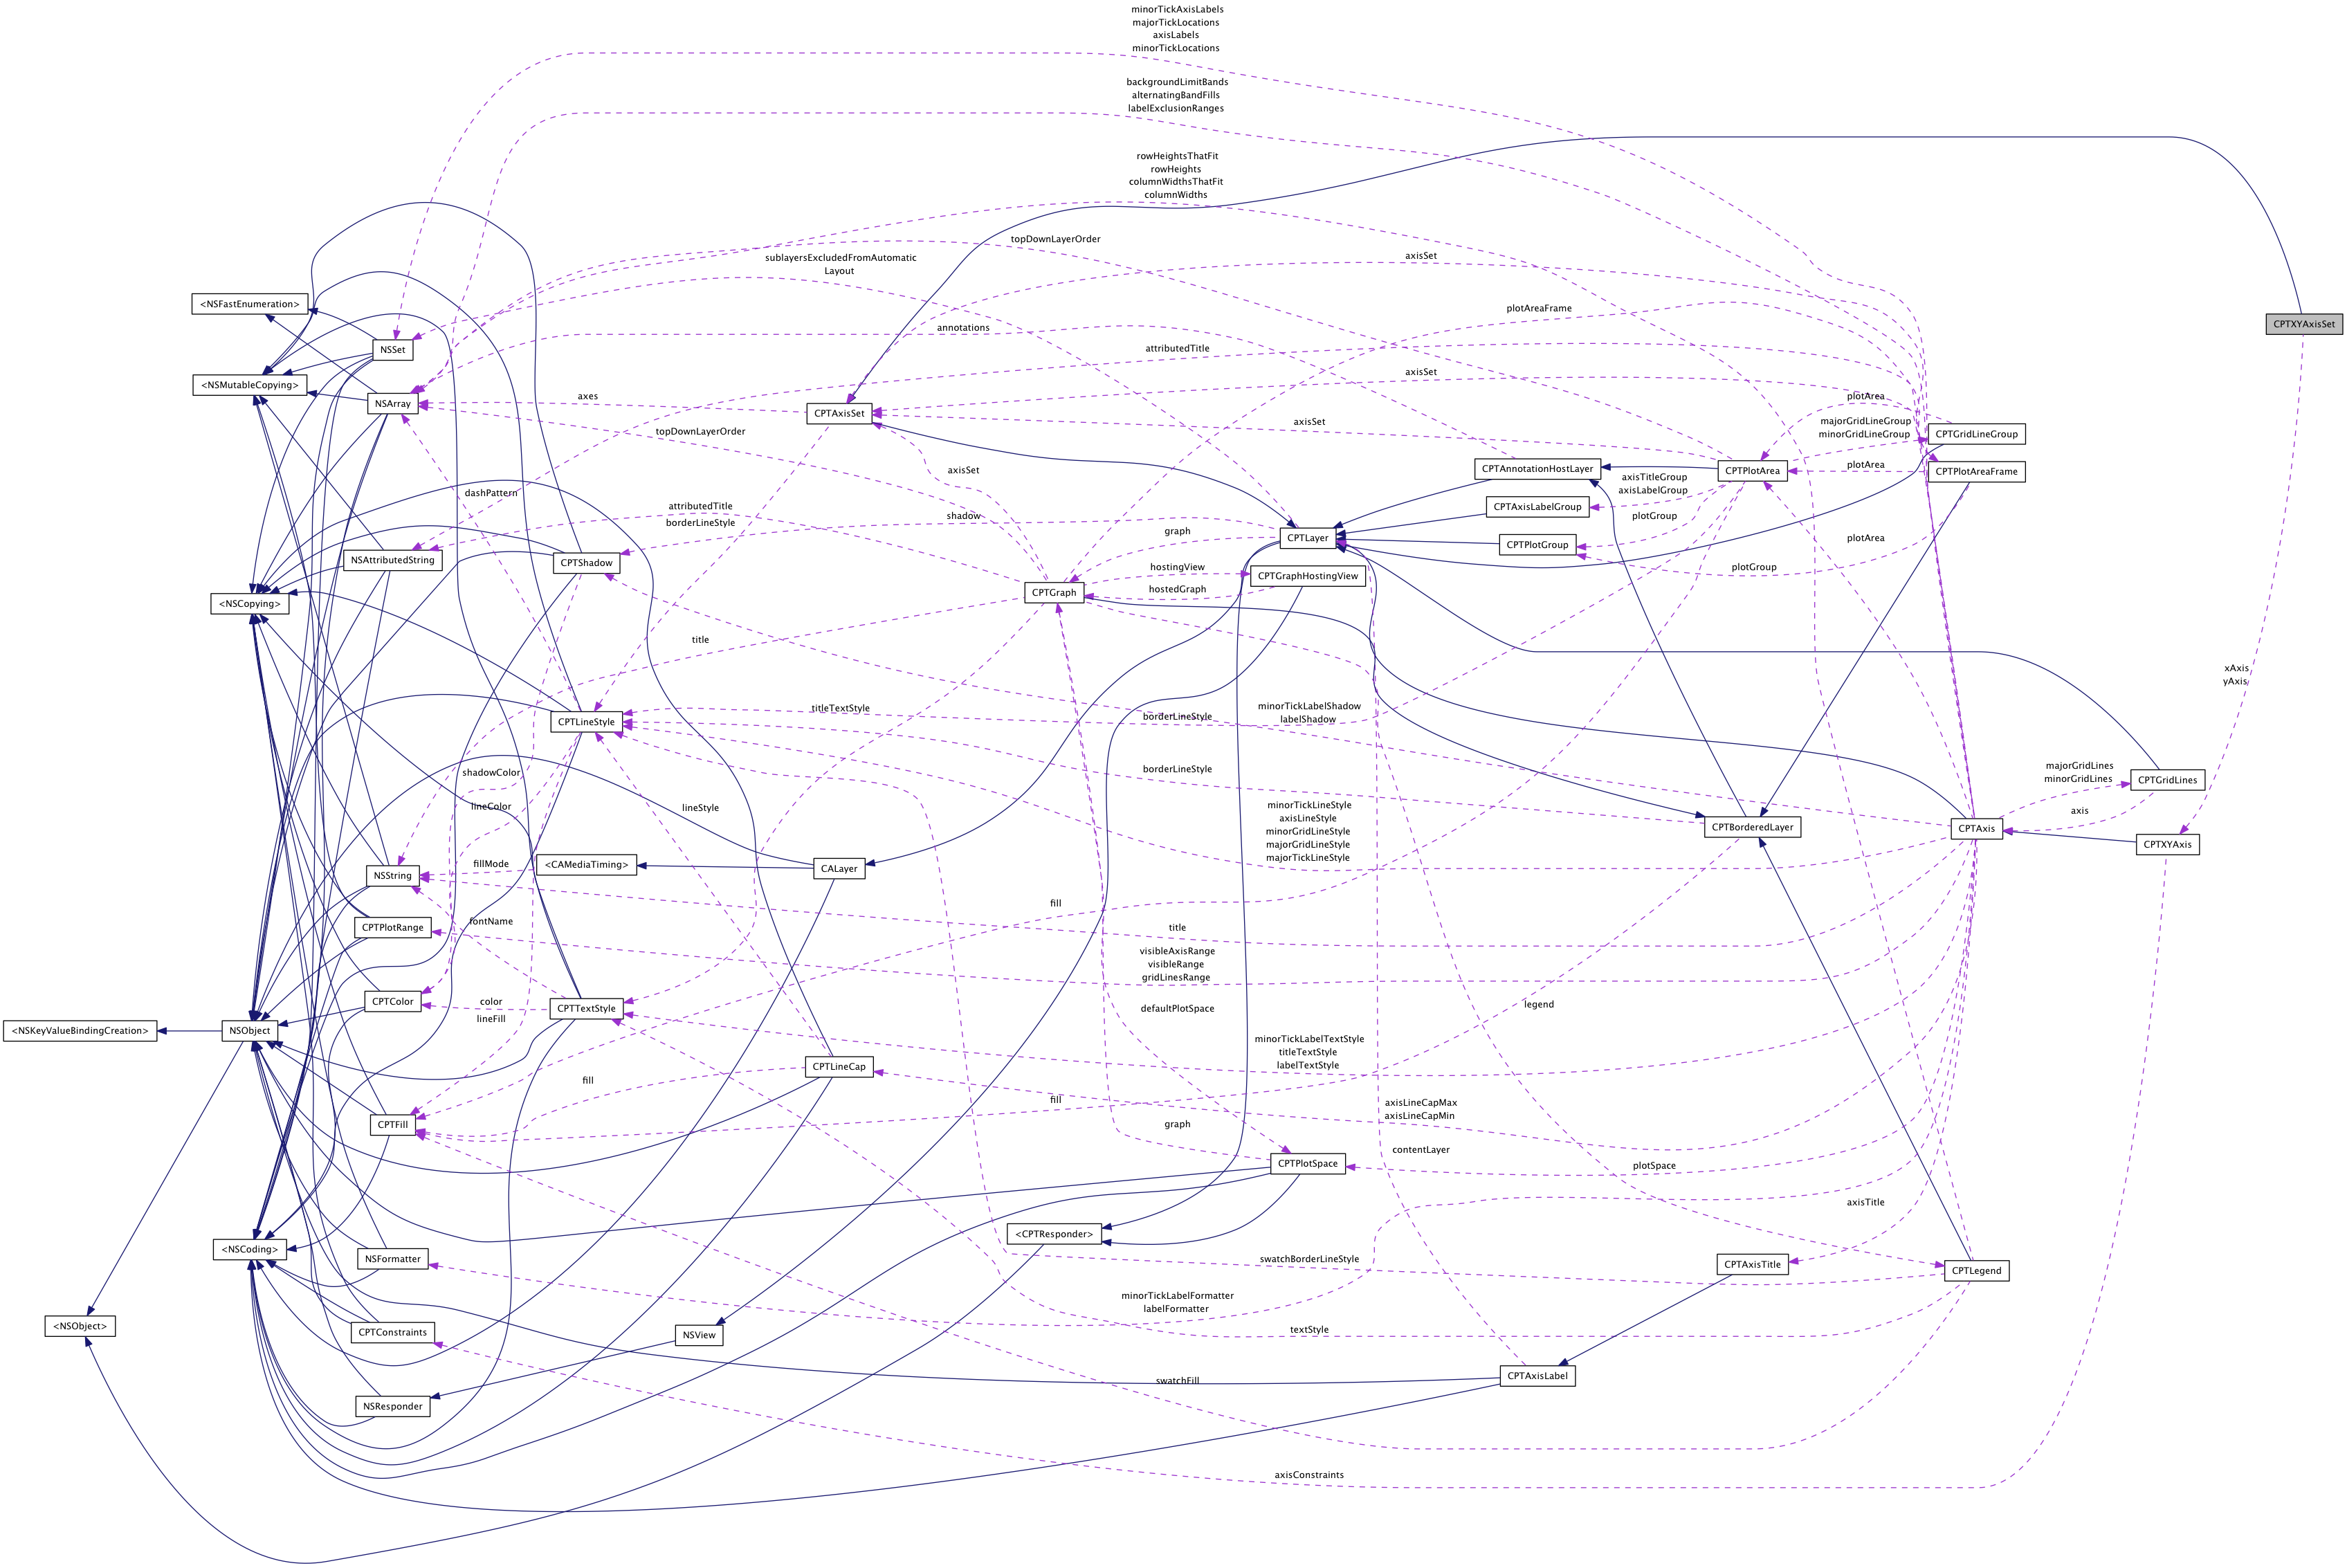 minorTickAxisLabels
majorTickLocations
axisLabels
minorTickLocations
backgroundLimitBands
alternatingBandFills
labelExclusionRanges
rowHeightsThatFit
rowHeights
columnWidthsThatFit
columnWidths
topDownLayerOrder
axisSet
sublayersExcludedFromAutomatic
Layout
<NSFastEnumeration>
plotAreaFrame
CPTXYAxisSet
annotations
NSSet
attributedTitle
<NSMutableCopying>
axisSet
NSArray
axes
CPTAxisSet
plotArea
majorGridLineGroup
minorGridLineGroup
CPTGridLineGroup
axisSet
topDownLayerOrder
axisSet
CPTAnnotationHostLayer
CPTPlotArea
plotArea
CPTPlotAreaFrame
axisTitleGroup
axisLabelGroup
dashPattern
attributedTitle
borderLineStyle
shadow
CPTAxisLabelGroup
plotGroup
graph
CPTLayer
CPTPlotGroup
plotArea
NSAttributedString
CPTShadow
hostingView
CPTGraphHostingView
plotGroup
hostedGraph
CPTGraph
<NSCopying>
title
xAxis
yAxis
titleTextStyle
minorTickLabelShadow
labelShadow
borderLineStyle
CPTLineStyle
shadowColor
borderLineStyle
majorGridLines
minorGridLines
CPTGridLines
lineColor
lineStyle
minorTickLineStyle
axisLineStyle
minorGridLineStyle
majorGridLineStyle
majorTickLineStyle
axis
CPTBorderedLayer
CPTAxis
CPTXYAxis
fillMode
<CAMediaTiming>
CALayer
NSString
fill
fontName
CPTPlotRange
title
visibleAxisRange
visibleRange
gridLinesRange
CPTColor
color
lineFill
CPTTextStyle
defaultPlotSpace
legend
<NSKeyValueBindingCreation>
NSObject
minorTickLabelTextStyle
titleTextStyle
labelTextStyle
CPTLineCap
fill
fill
axisLineCapMax
axisLineCapMin
CPTFill
graph
contentLayer
CPTPlotSpace
plotSpace
axisTitle
<CPTResponder>
<NSCoding>
NSFormatter
swatchBorderLineStyle
CPTAxisTitle
CPTLegend
minorTickLabelFormatter
labelFormatter
<NSObject>
CPTConstraints
NSView
textStyle
CPTAxisLabel
swatchFill
NSResponder
axisConstraints